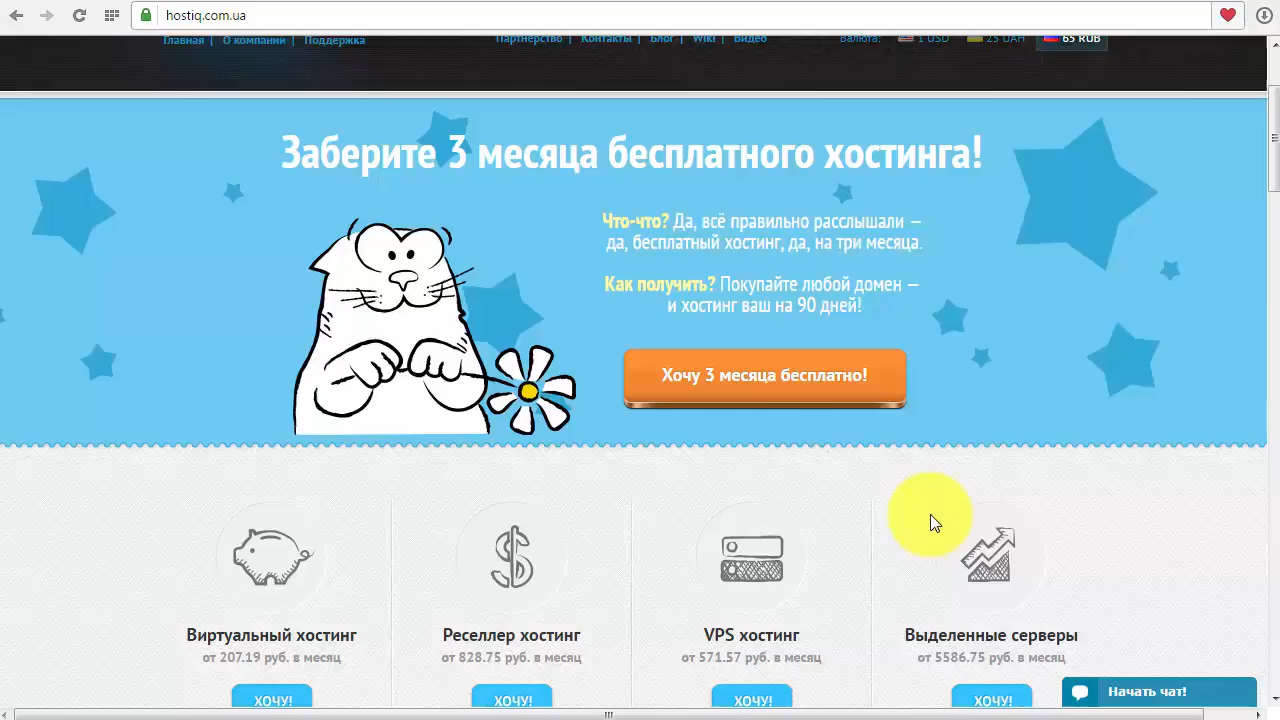 hostiq.com.ua
Главная | О компании | Поддержка
Партнерство | Контакты | Блог | Wiki | Видео
Валюта: 1 USD 25 UAH 65 RUB
Заберите 3 месяца бесплатного хостинга!
Что-что? Да, всё правильно расслышали —
да, бесплатный хостинг, да, на три месяца.
Как получить? Покупайте любой домен —
и хостинг ваш на 90 дней!
Хочу 3 месяца бесплатно!
Виртуальный хостинг
от 207.19 руб. в месяц
ХОЧУ!
Реселлер хостинг
от 828.75 руб. в месяц
ХОЧУ!
VPS хостинг
от 571.57 руб. в месяц
ХОЧУ!
Выделенные серверы
от 5586.75 руб. в месяц
ХОЧУ!
Начать чат!